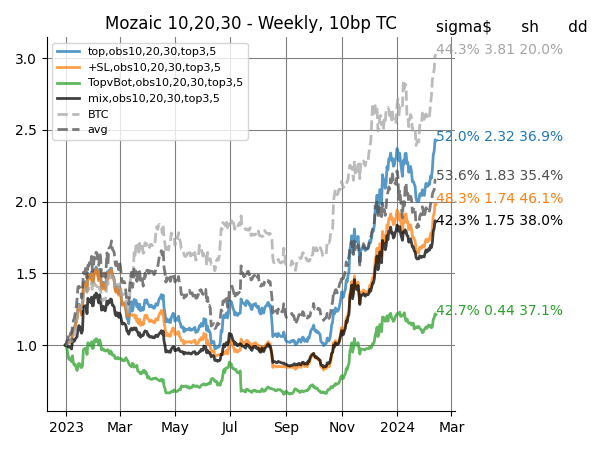 Mozaic 10,20,30 - Weekly, 10bp TC
sigma$ sh dd
top,obs10,20,30,top3,5
+SL,obs10,20,30,top3,5
TopvBot,obs10,20,30,top3,5
mix,obs10,20,30,top3,5
BTC
avg
44.3% 3.81 20.0%
52.0% 2.32 36.9%
53.6% 1.83 35.4%
48.3% 1.74 46.1%
42.3% 1.75 38.0%
42.7% 0.44 37.1%
3.0
2.5
2.0
1.5
1.0
2023 Mar May Jul Sep Nov 2024 Mar